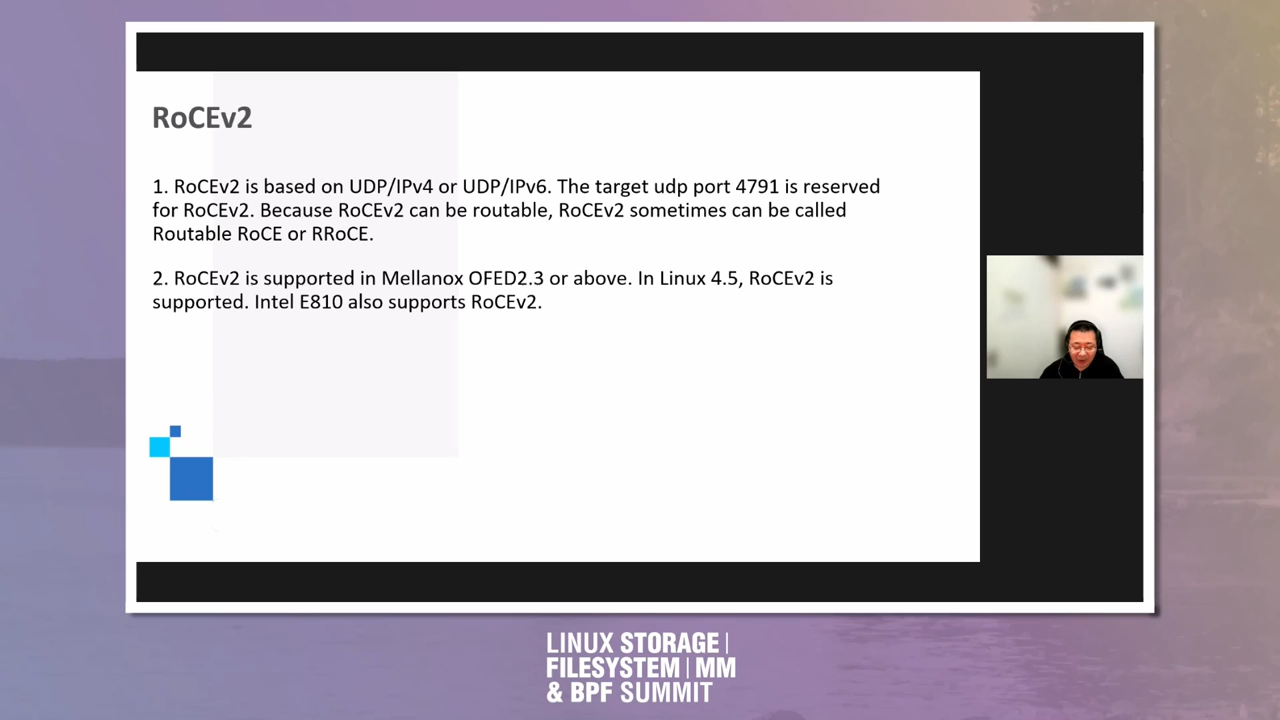 RoCEv2
1. RoCEv2 is based on UDP/IPv4 or UDP/IPv6. The target udp port 4791 is reserved
for RoCEv2. Because RoCEv2 can be routable, RoCEv2 sometimes can be called
Routable RoCE or RRoCE.
2. RoCEv2 is supported in Mellanox OFED2.3 or above. In Linux 4.5, RoCEv2 is
supported. Intel E810 also supports RoCEv2.
LINUX STORAGE |
FILESYSTEM | MM
& BPF SUMMIT